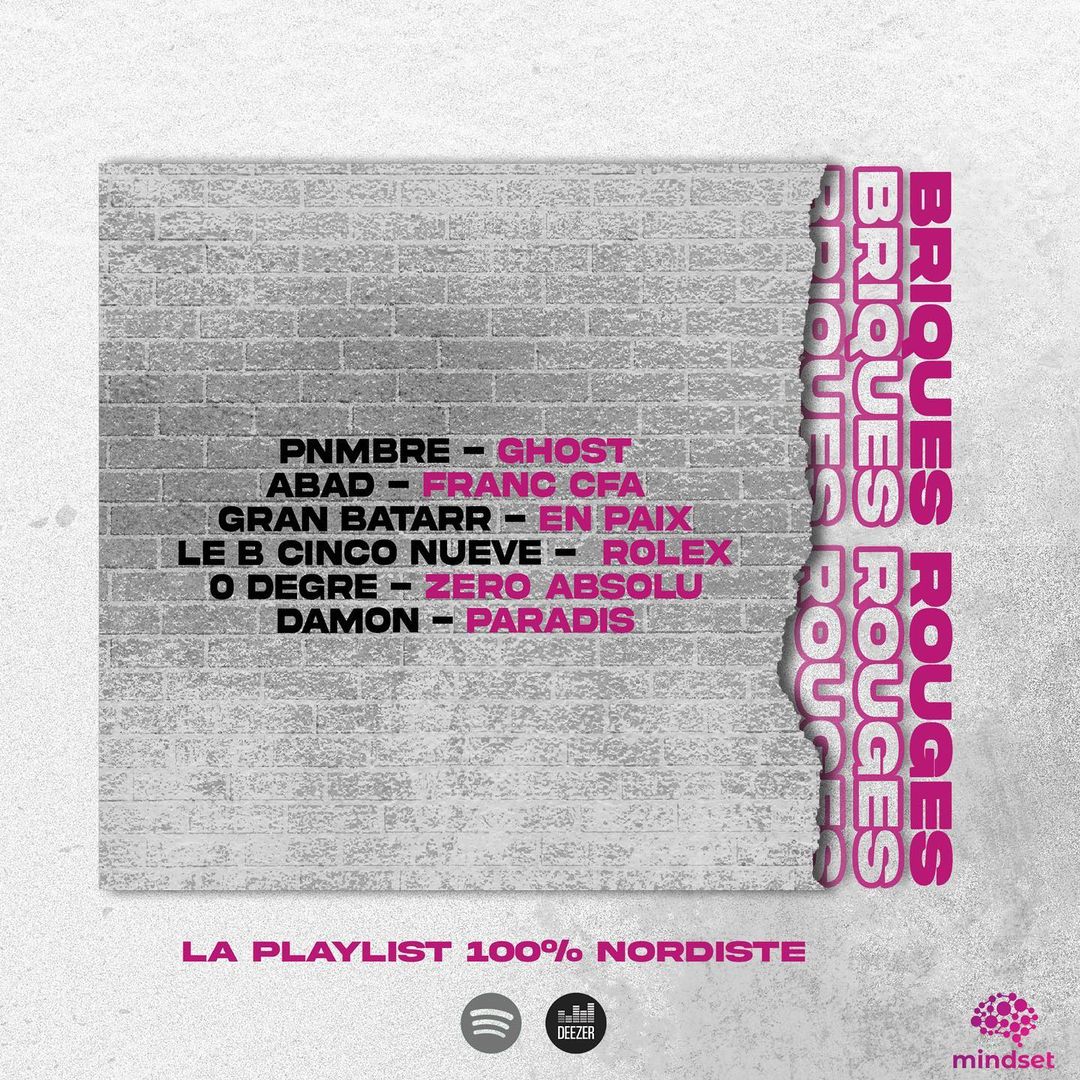 PNMBRE – GHOST
ABAD – FRANC CFA
GRAN BATARR – EN PAIX
LE B CINCO NUEVE – ROLEX
0 DEGRE – ZERO ABSOLU
DAMON – PARADIS
BRIQUES ROUGES
BRIQUES ROUGES
BRIQUES ROUGES
LA PLAYLIST 100% NORDISTE
DEEZER
mindset